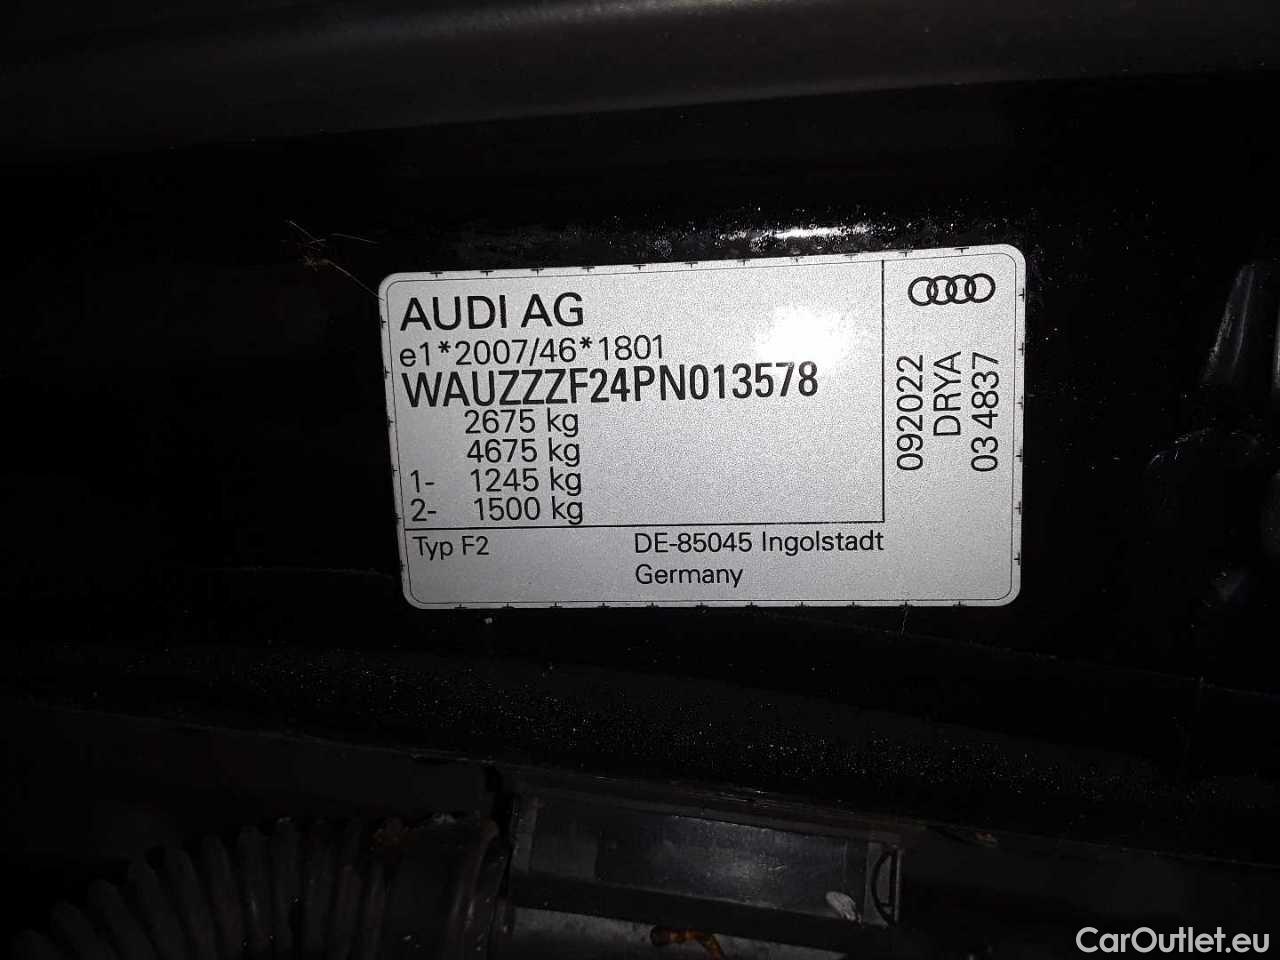 AUDI AG
e1*2007/46*1801
WAUZZZF24PN013578
2675 kg
4675 kg
1- 1245 kg
2- 1500 kg
Typ F2
DE-85045 Ingolstadt
Germany
092022
DRYA
03 4837
CarOutlet.eu